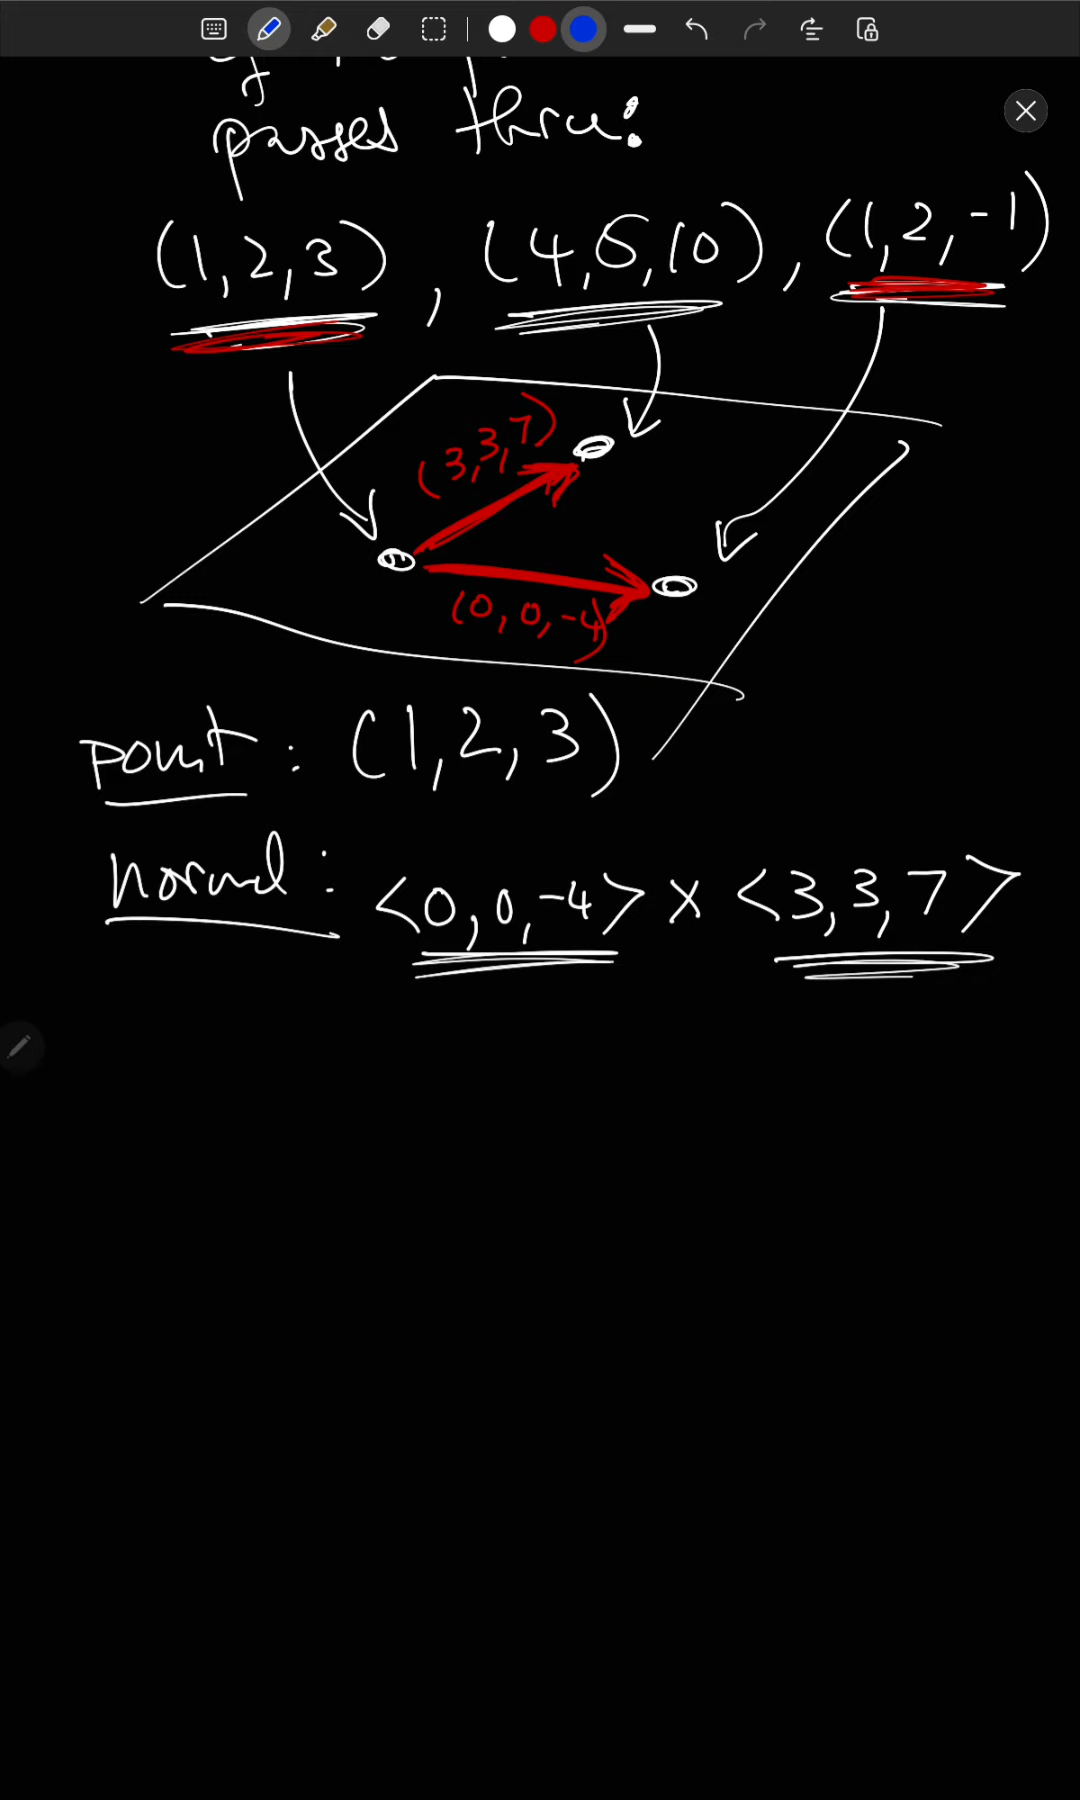 passes thru:
(1,2,3), (4,5,10), (1,2,-1)
(3,3,7)
(0,0,-4)
point: (1,2,3)
normal: <0,0,-4> x <3,3,7>